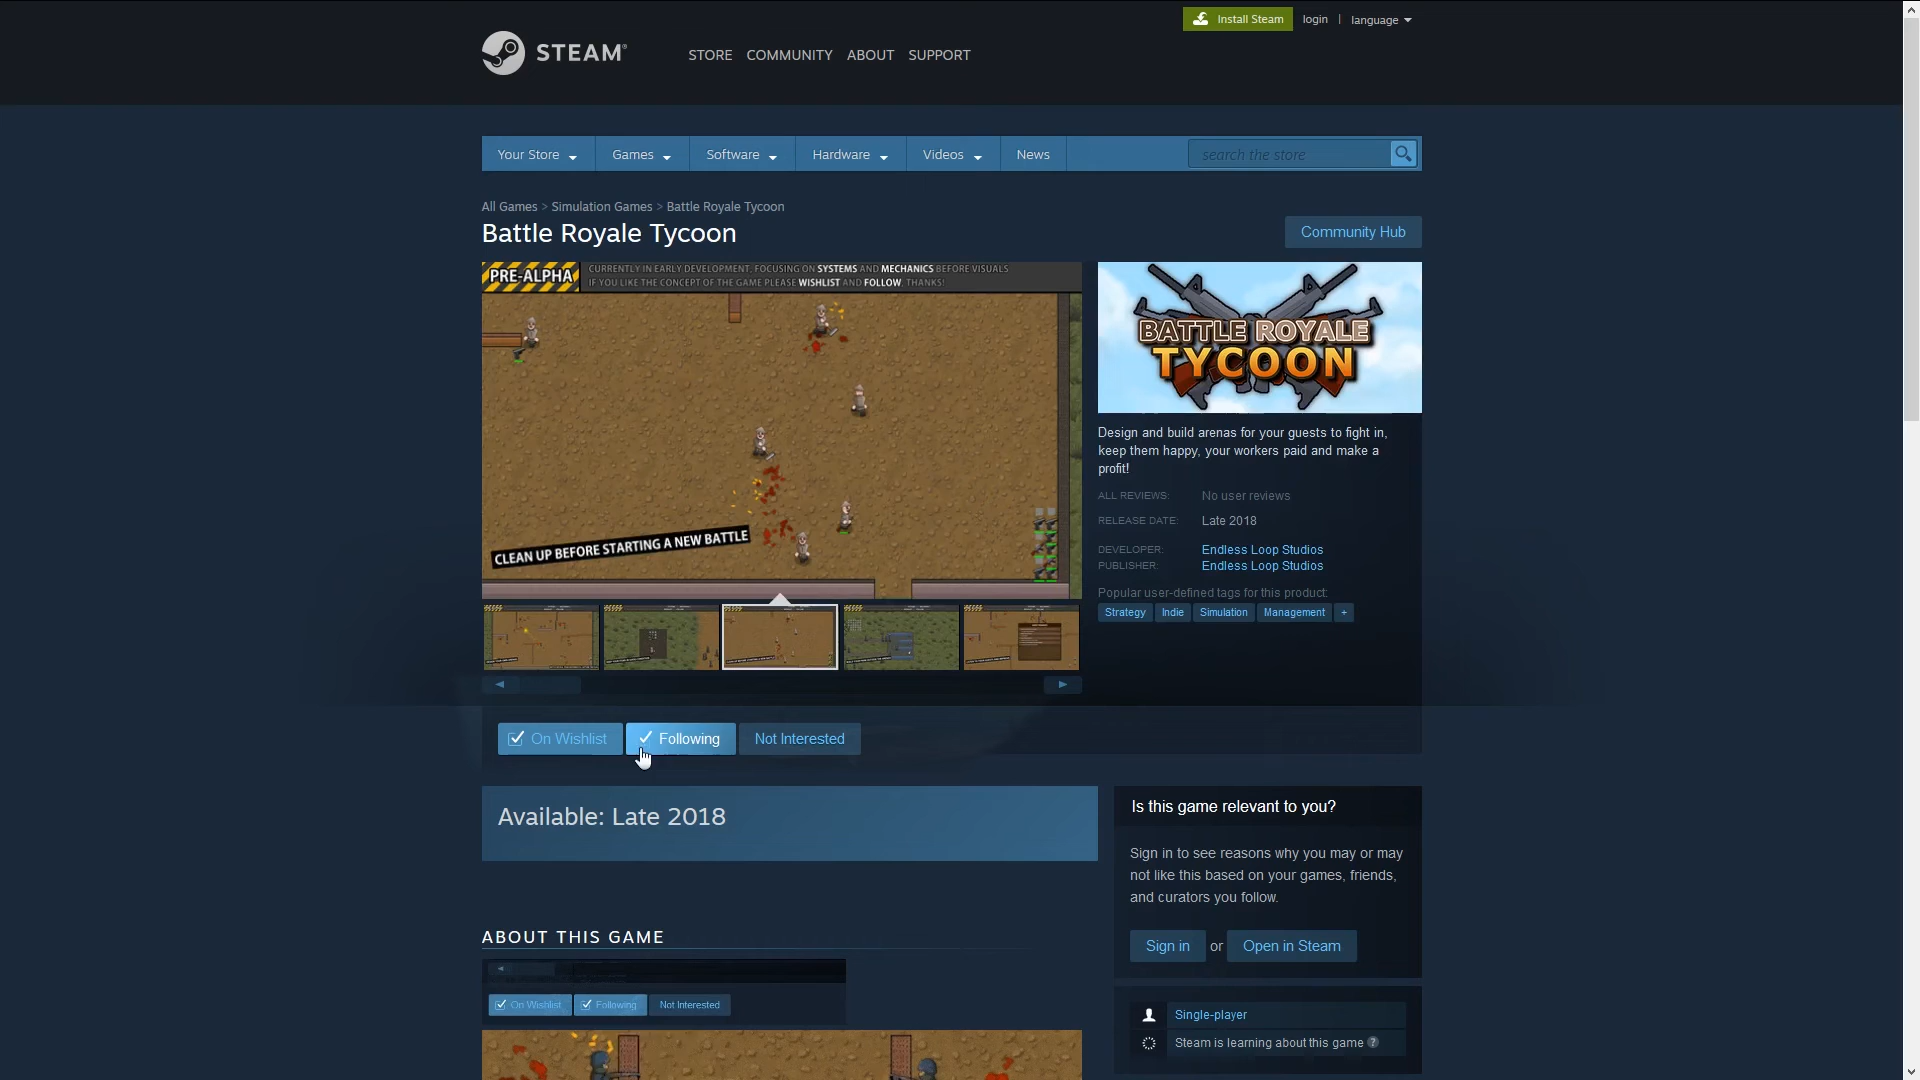 Install Steam
login | language
STEAM®
STORE COMMUNITY ABOUT SUPPORT
Your Store
Games
Software
Hardware
Videos
News
search the store
All Games > Simulation Games > Battle Royale Tycoon
Battle Royale Tycoon
Community Hub
PRE-ALPHA
CURRENTLY IN EARLY DEVELOPMENT, FOCUSING ON SYSTEMS AND MECHANICS BEFORE VISUALS
IF YOU LIKE THE CONCEPT OF THE GAME PLEASE WISHLIST AND FOLLOW. THANKS!
CLEAN UP BEFORE STARTING A NEW BATTLE
BATTLE ROYALE
TYCOON
Design and build arenas for your guests to fight in,
keep them happy, your workers paid and make a
profit!
ALL REVIEWS: No user reviews
RELEASE DATE: Late 2018
DEVELOPER: Endless Loop Studios
PUBLISHER: Endless Loop Studios
Popular user-defined tags for this product:
Strategy Indie Simulation Management +
On Wishlist
Following
Not Interested
Available: Late 2018
Is this game relevant to you?
Sign in to see reasons why you may or may
not like this based on your games, friends,
and curators you follow.
Sign in or Open in Steam
ABOUT THIS GAME
On Wishlist
Following
Not Interested
Single-player
Steam is learning about this game ?